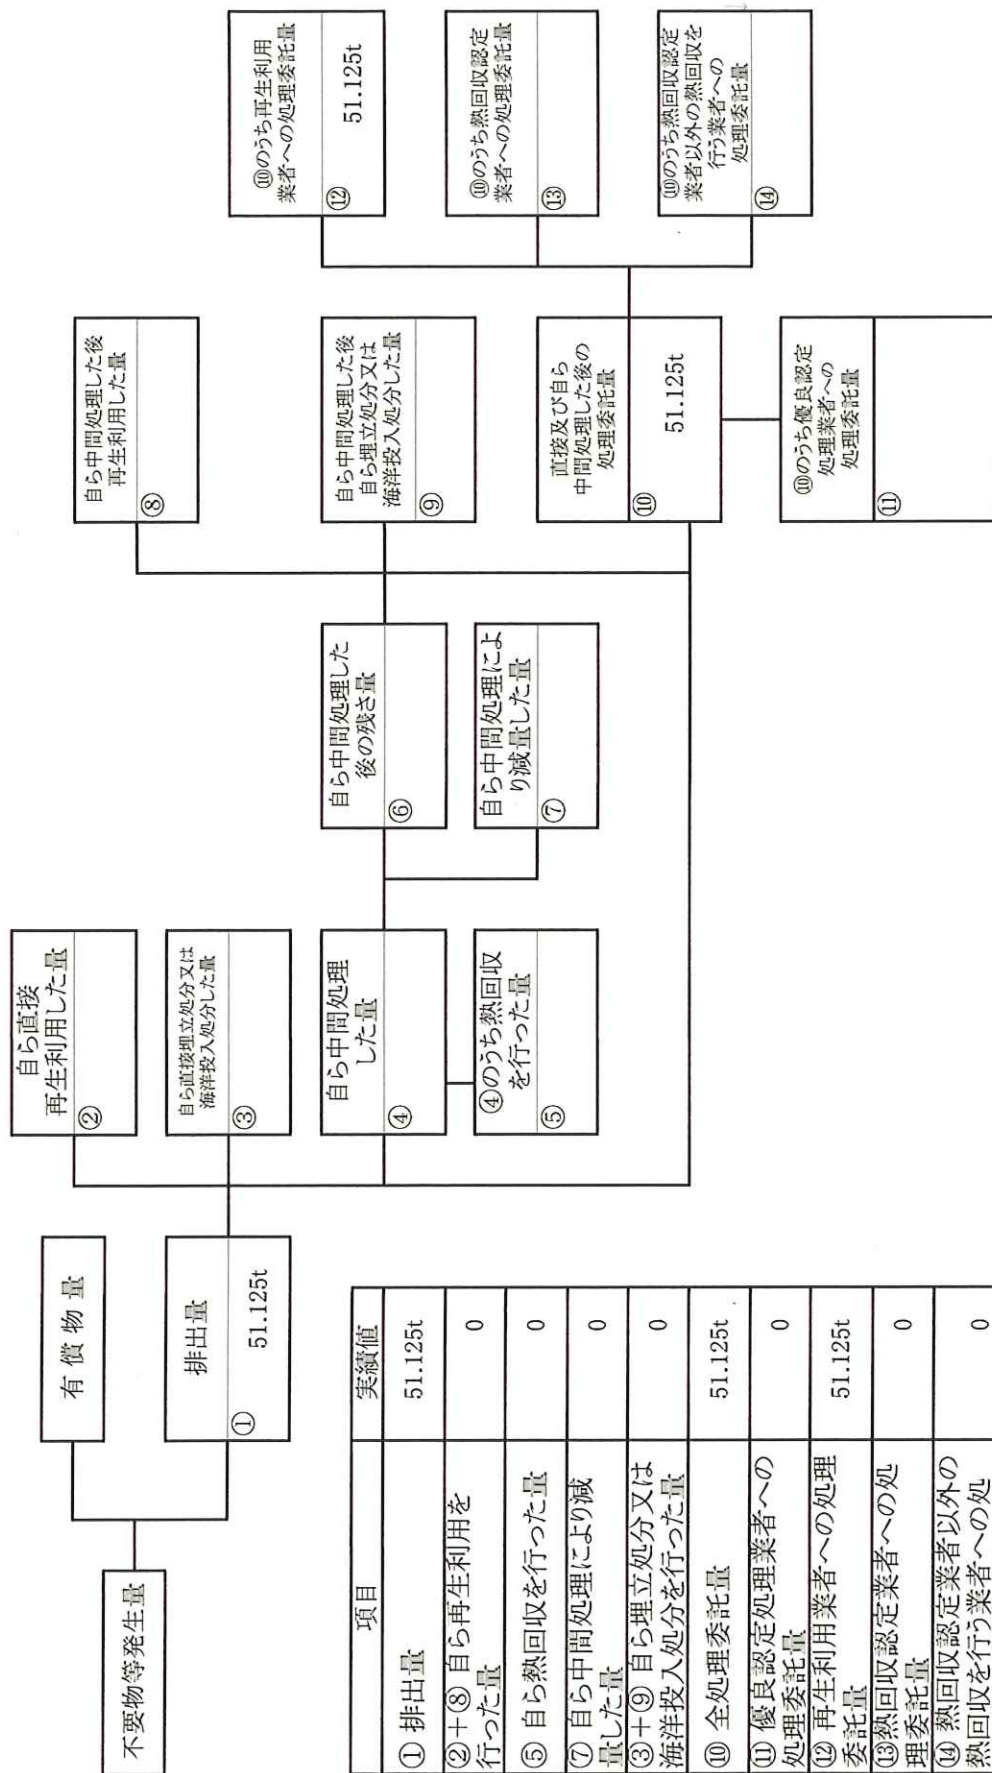 不要物等発生量
有償物量
排出量
①
51.125t
自ら直接
再生利用した量
②
自ら直接埋立処分又は
海洋投入処分した量
③
自ら中間処理
した量
④
④のうち熱回収
を行った量
⑤
自ら中間処理した
後の残さ量
⑥
自ら中間処理によ
り減量した量
⑦
自ら中間処理した後
再生利用した量
⑧
自ら中間処理した後
自ら埋立処分又は
海洋投入処分した量
⑨
直接及び自ら
中間処理した後の
処理委託量
⑩
51.125t
⑩のうち優良認定
処理業者への
処理委託量
⑪
⑩のうち再生利用
業者への処理委託量
⑫
51.125t
⑩のうち熱回収認定
業者への処理委託量
⑬
⑩のうち熱回収認定
業者以外の熱回収を
行う業者への
処理委託量
⑭
項目 実績値
①排出量 51.125t
②+⑧ 自ら再生利用を
行った量 0
⑤ 自ら熱回収を行った量 0
⑦ 自ら中間処理により減
量した量 0
③+⑨ 自ら埋立処分又は
海洋投入処分を行った量 0
⑩ 全処理委託量 51.125t
⑪ 優良認定処理業者への
処理委託量 0
⑫ 再生利用業者への処理
委託量 51.125t
⑬熱回収認定業者への処
理委託量 0
⑭ 熱回収認定業者以外の
熱回収を行う業者への処 0